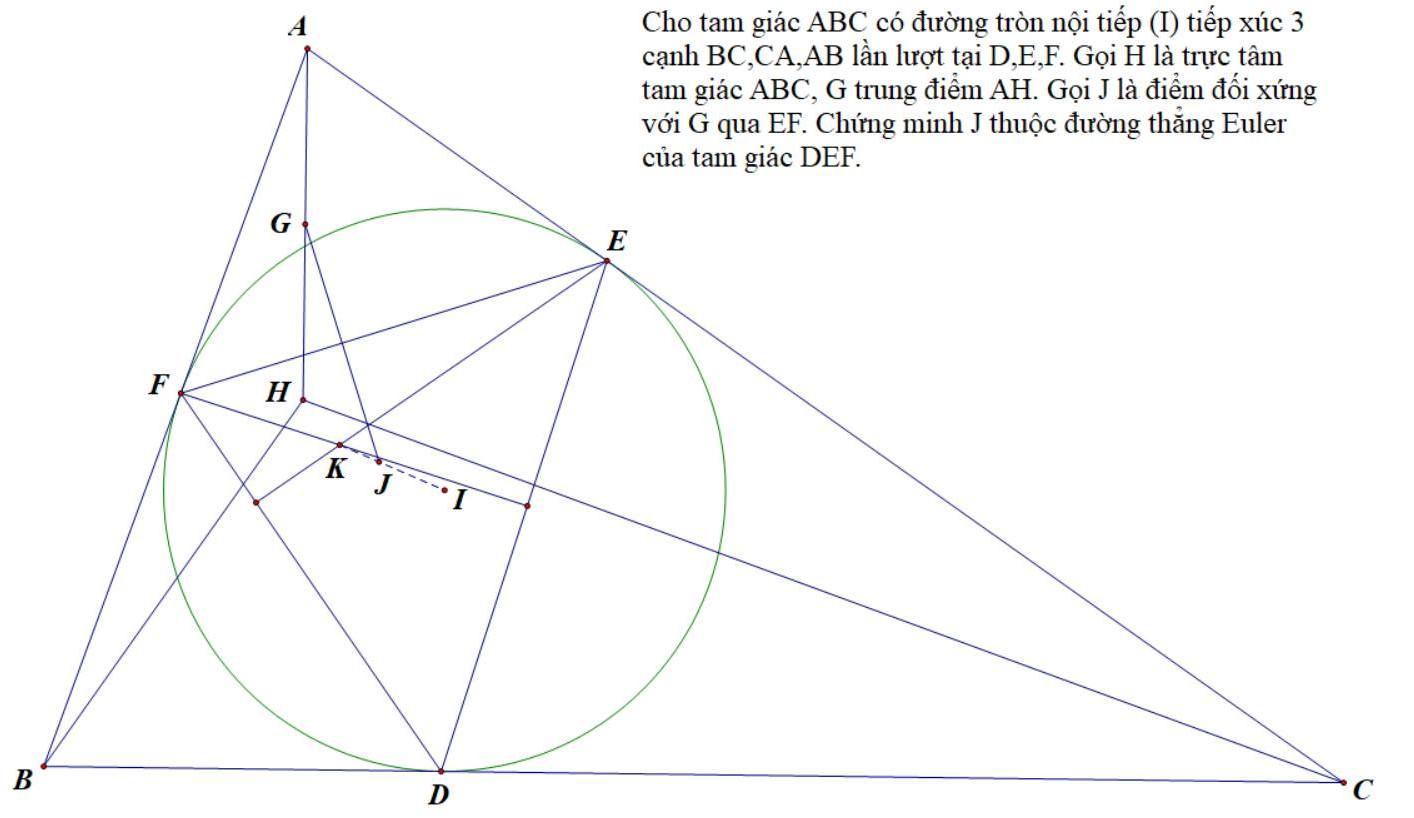 Cho tam giác ABC có đường tròn nội tiếp (I) tiếp xúc 3
cạnh BC,CA,AB lần lượt tại D,E,F. Gọi H là trực tâm
tam giác ABC, G trung điểm AH. Gọi J là điểm đối xứng
với G qua EF. Chứng minh J thuộc đường thẳng Euler
của tam giác DEF.
A
G
E
F
H
K
J
I
B
D
C